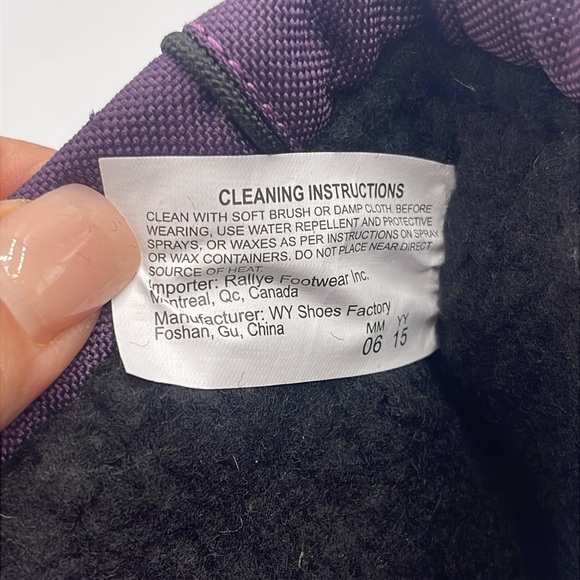 CLEANING INSTRUCTIONS
CLEAN WITH SOFT BRUSH OR DAMP CLOTH. BEFORE
WEARING, USE WATER REPELLENT AND PROTECTIVE
SPRAYS, OR WAXES AS PER INSTRUCTIONS ON SPRAY
OR WAX CONTAINERS. DO NOT PLACE NEAR DIRECT
SOURCE OF HEAT.
Importer: Rallye Footwear Inc.
Montreal, Qc, Canada
Manufacturer: WY Shoes Factory
Foshan, Gu, China
MM YY
06 15